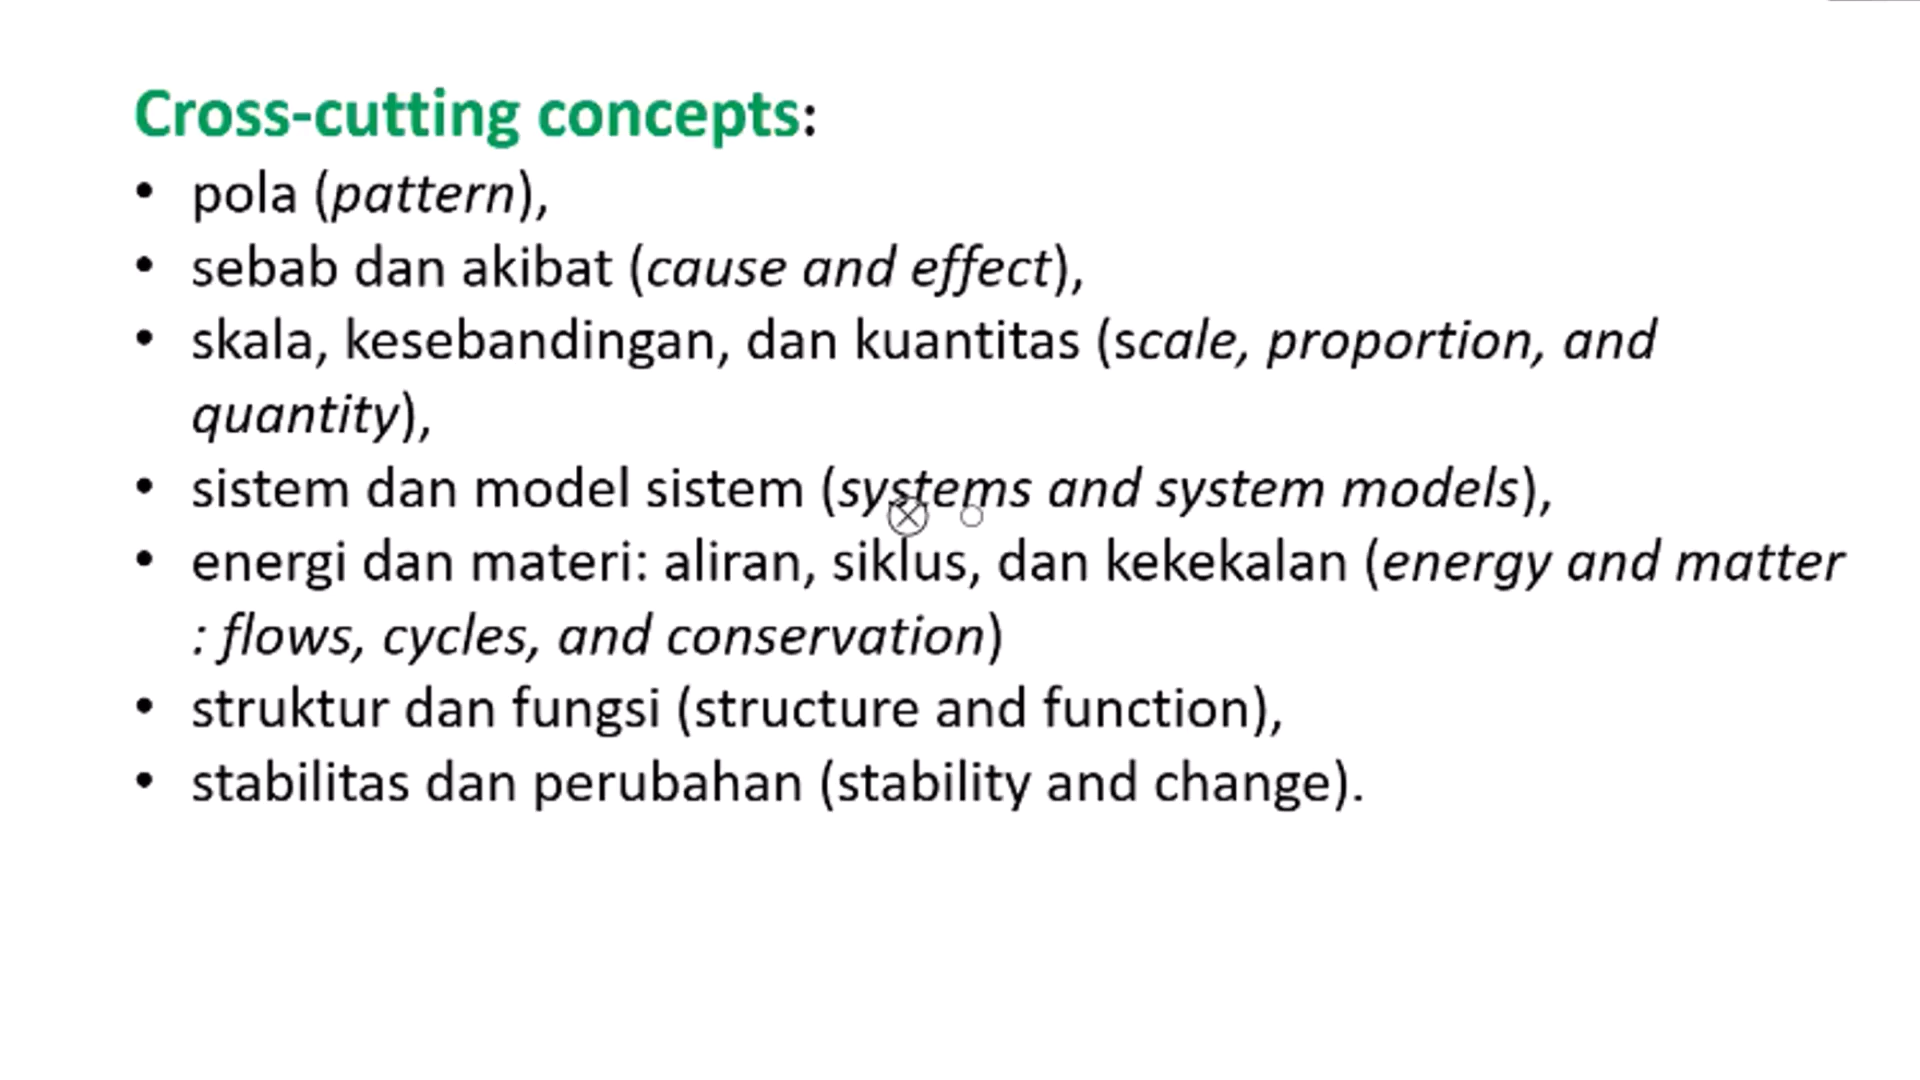 Cross-cutting concepts:
• pola (pattern),
• sebab dan akibat (cause and effect),
• skala, kesebandingan, dan kuantitas (scale, proportion, and
quantity),
• sistem dan model sistem (systems and system models),
• energi dan materi: aliran, siklus, dan kekekalan (energy and matter
: flows, cycles, and conservation)
• struktur dan fungsi (structure and function),
• stabilitas dan perubahan (stability and change).